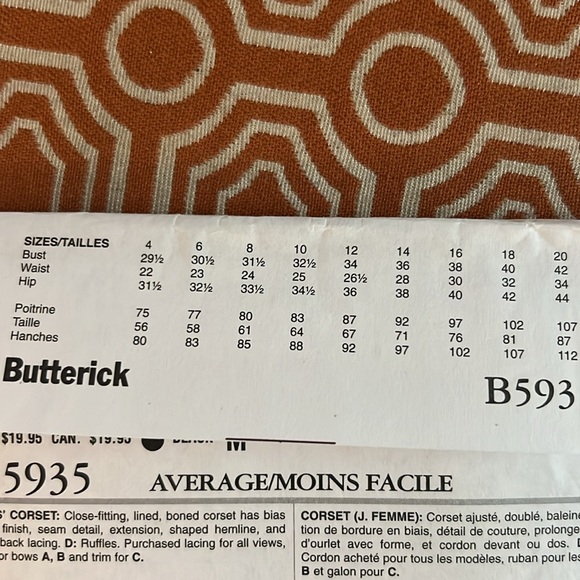 SIZES/TAILLES 4 6 8 10 12 14 16 18 20
Bust 29½ 30½ 31½ 32½ 34 36 38 40 42
Waist 22 23 24 25 26½ 28 30 32 34
Hip 31½ 32½ 33½ 34½ 36 38 40 42 44
Poitrine 75 77 80 83 87 92 97 102 107
Taille 56 58 61 64 67 71 76 81 87
Hanches 80 83 85 88 92 97 102 107 112
Butterick B593
$19.95 CAN. $19.95
5935 AVERAGE/MOINS FACILE
S' CORSET: Close-fitting, lined, boned corset has bias
finish, seam detail, extension, shaped hemline, and
back lacing. D: Ruffles. Purchased lacing for all views,
or bows A, B and trim for C.
CORSET (J. FEMME): Corset ajusté, doublé, baleine
tion de bordure en biais, détail de couture, prolonge
d'ourlet avec forme, et cordon devant ou dos. D
Cordon acheté pour tous les modèles, ruban pour les
B et galon pour C.